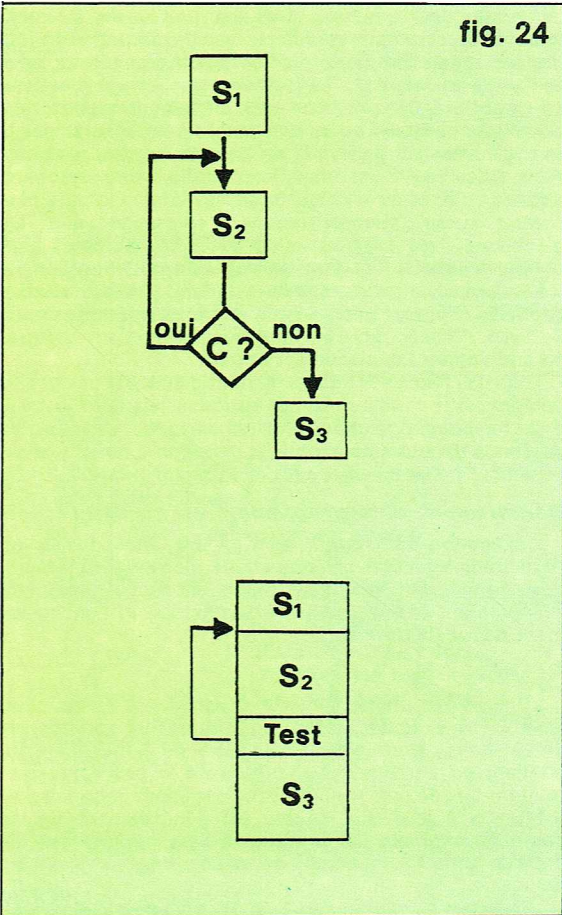 fig. 24
S₁
S₂
oui
C ?
non
S₃
S₁
S₂
Test
S₃